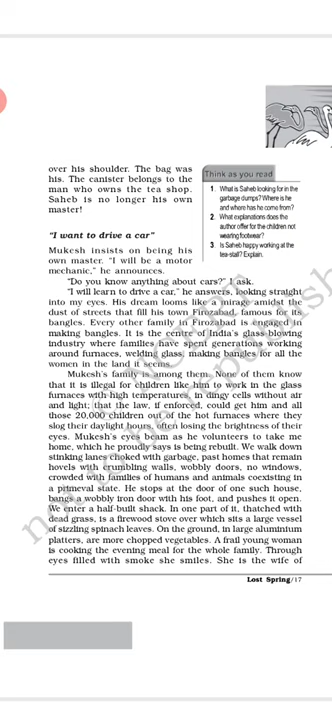 over his shoulder. The bag was
his. The canister belongs to the
man who owns the tea shop.
Saheb is no longer his own
master!
Think as you read
1. What is Saheb looking for in the
garbage dumps? Where is he
and where has he come from?
2. What explanations does the
author offer for the children not
wearing footwear?
3. Is Saheb happy working at the
tea-stall? Explain.
“I want to drive a car”
Mukesh insists on being his
own master. “I will be a motor
mechanic,” he announces.
“Do you know anything about cars?” I ask.
“I will learn to drive a car,” he answers, looking straight
into my eyes. His dream looms like a mirage amidst the
dust of streets that fill his town Firozabad, famous for its
bangles. Every other family in Firozabad is engaged in
making bangles. It is the centre of India’s glass-blowing
industry where families have spent generations working
around furnaces, welding glass, making bangles for all the
women in the land it seems.
Mukesh’s family is among them. None of them know
that it is illegal for children like him to work in the glass
furnaces with high temperatures, in dingy cells without air
and light; that the law, if enforced, could get him and all
those 20,000 children out of the hot furnaces where they
slog their daylight hours, often losing the brightness of their
eyes. Mukesh’s eyes beam as he volunteers to take me
home, which he proudly says is being rebuilt. We walk down
stinking lanes choked with garbage, past homes that remain
hovels with crumbling walls, wobbly doors, no windows,
crowded with families of humans and animals coexisting in
a primeval state. He stops at the door of one such house,
bangs a wobbly iron door with his foot, and pushes it open.
We enter a half-built shack. In one part of it, thatched with
dead grass, is a firewood stove over which sits a large vessel
of sizzling spinach leaves. On the ground, in large aluminium
platters, are more chopped vegetables. A frail young woman
is cooking the evening meal for the whole family. Through
eyes filled with smoke she smiles. She is the wife of
Lost Spring/17
not to be republished